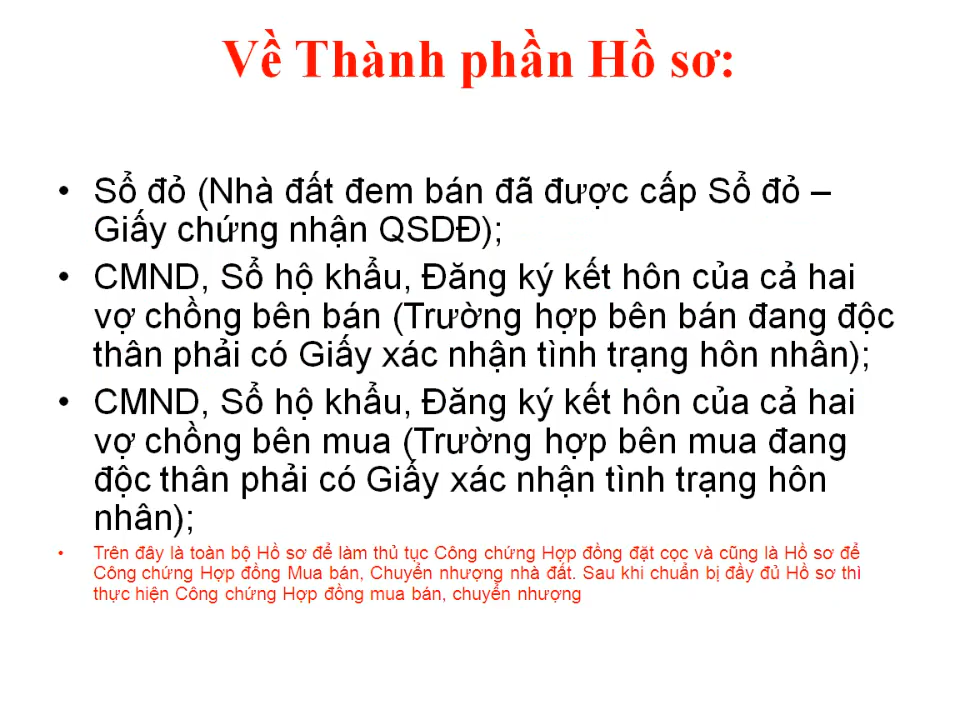 Về Thành phần Hồ sơ:
• Sổ đỏ (Nhà đất đem bán đã được cấp Sổ đỏ –
Giấy chứng nhận QSDĐ);
• CMND, Sổ hộ khẩu, Đăng ký kết hôn của cả hai
vợ chồng bên bán (Trường hợp bên bán đang độc
thân phải có Giấy xác nhận tình trạng hôn nhân);
• CMND, Sổ hộ khẩu, Đăng ký kết hôn của cả hai
vợ chồng bên mua (Trường hợp bên mua đang
độc thân phải có Giấy xác nhận tình trạng hôn
nhân);
• Trên đây là toàn bộ Hồ sơ để làm thủ tục Công chứng Hợp đồng đặt cọc và cũng là Hồ sơ để
Công chứng Hợp đồng Mua bán, Chuyển nhượng nhà đất. Sau khi chuẩn bị đầy đủ Hồ sơ thì
thực hiện Công chứng Hợp đồng mua bán, chuyển nhượng